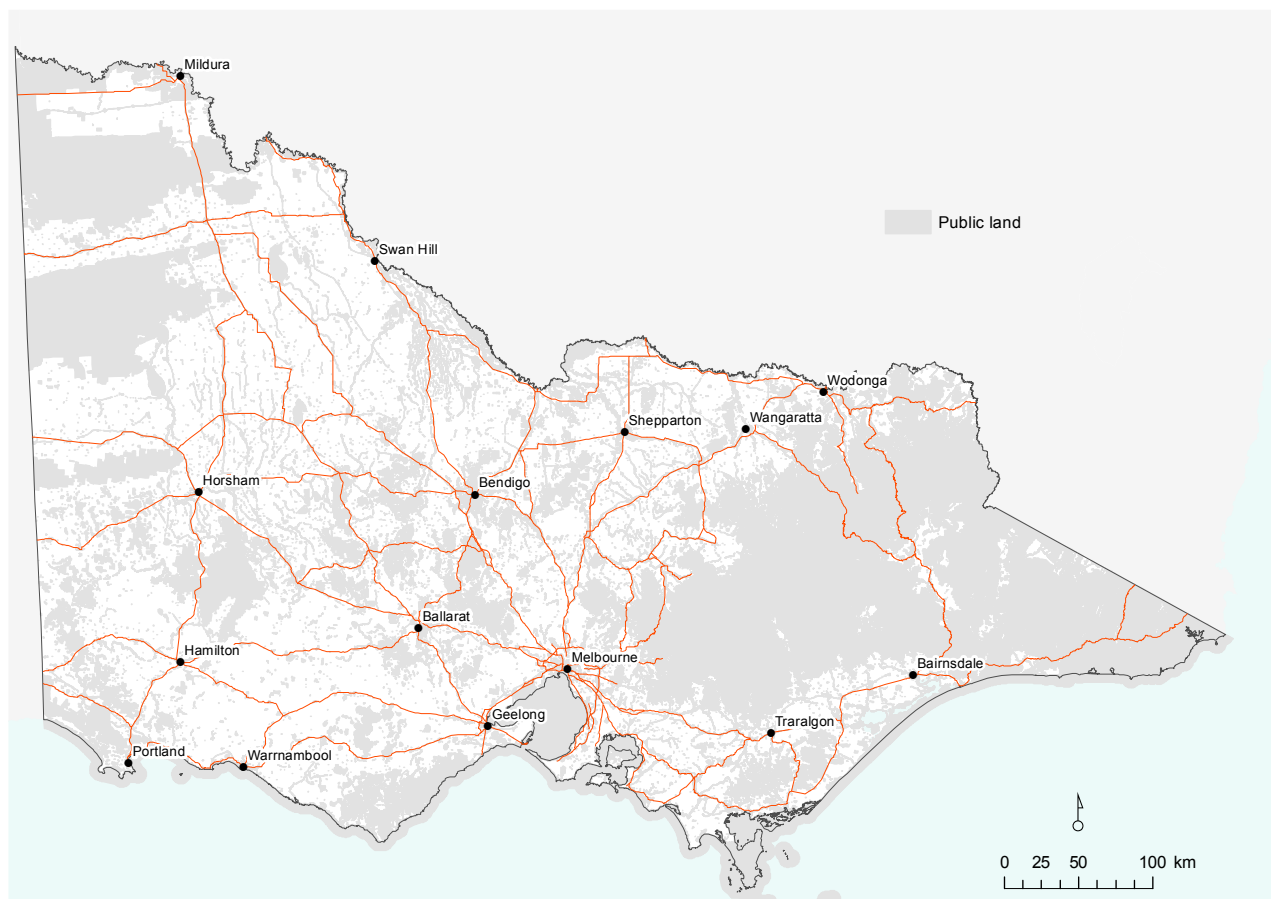 Mildura
Public land
Swan Hill
Wodonga
Wangaratta
Shepparton
Horsham
Bendigo
Ballarat
Hamilton
Melbourne
Bairnsdale
Geelong
Traralgon
Portland
Warrnambool
0 25 50 100 km